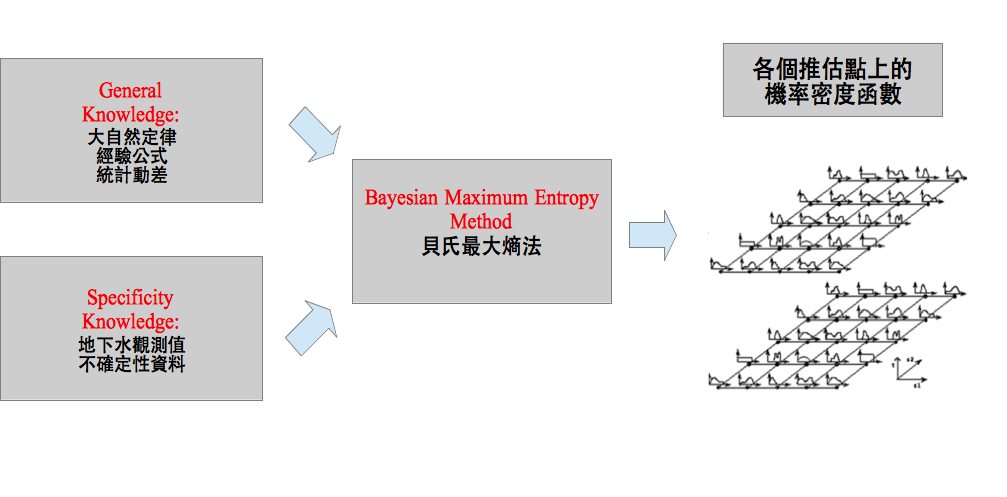 General
Knowledge:
大自然定律
經驗公式
統計動差
Specificity
Knowledge:
地下水觀測值
不確定性資料
Bayesian Maximum Entropy
Method
貝氏最大熵法
各個推估點上的
機率密度函數
t
s2
s1